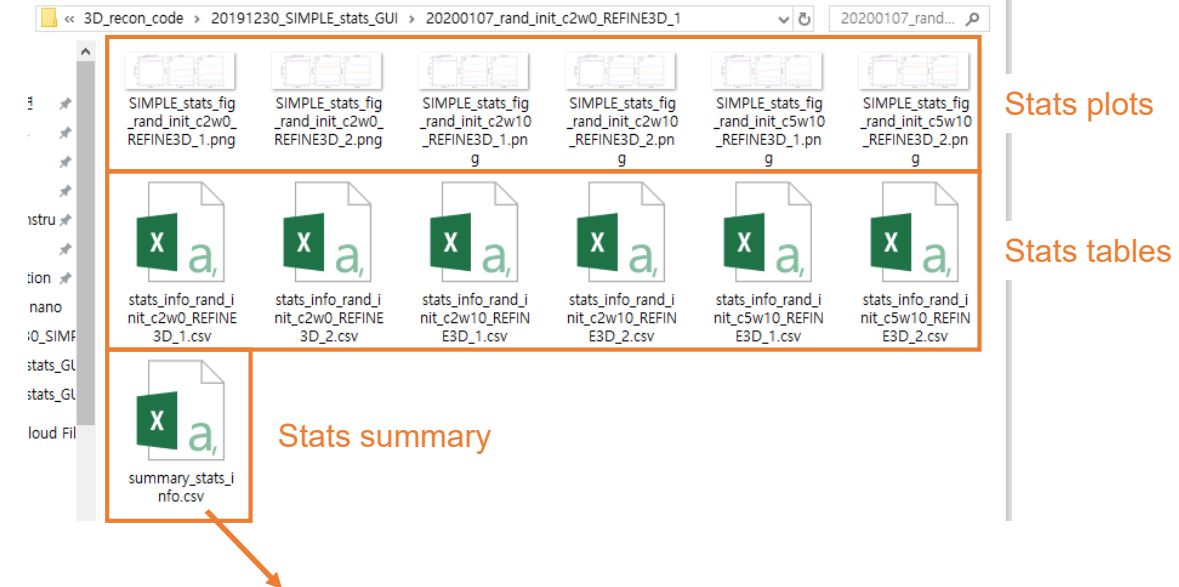 « 3D_recon_code › 20191230_SIMPLE_stats_GUI › 20200107_rand_init_c2w0_REFINE3D_1
20200107_rand...
SIMPLE_stats_fig
_rand_init_c2w0_
REFINE3D_1.png
SIMPLE_stats_fig
_rand_init_c2w0_
REFINE3D_2.png
SIMPLE_stats_fig
_rand_init_c2w10
_REFINE3D_1.pn
g
SIMPLE_stats_fig
_rand_init_c2w10
_REFINE3D_2.pn
g
SIMPLE_stats_fig
_rand_init_c5w10
_REFINE3D_1.pn
g
SIMPLE_stats_fig
_rand_init_c5w10
_REFINE3D_2.pn
g
Stats plots
X a,
X a,
X a,
X a,
X a,
X a,
stats_info_rand_i
nit_c2w0_REFINE
3D_1.csv
stats_info_rand_i
nit_c2w0_REFINE
3D_2.csv
stats_info_rand_i
nit_c2w10_REFIN
E3D_1.csv
stats_info_rand_i
nit_c2w10_REFIN
E3D_2.csv
stats_info_rand_i
nit_c5w10_REFIN
E3D_1.csv
stats_info_rand_i
nit_c5w10_REFIN
E3D_2.csv
Stats tables
X a,
summary_stats_i
nfo.csv
Stats summary
nstru
tion
nano
30_SIMP
stats_GU
stats_GU
loud Fil